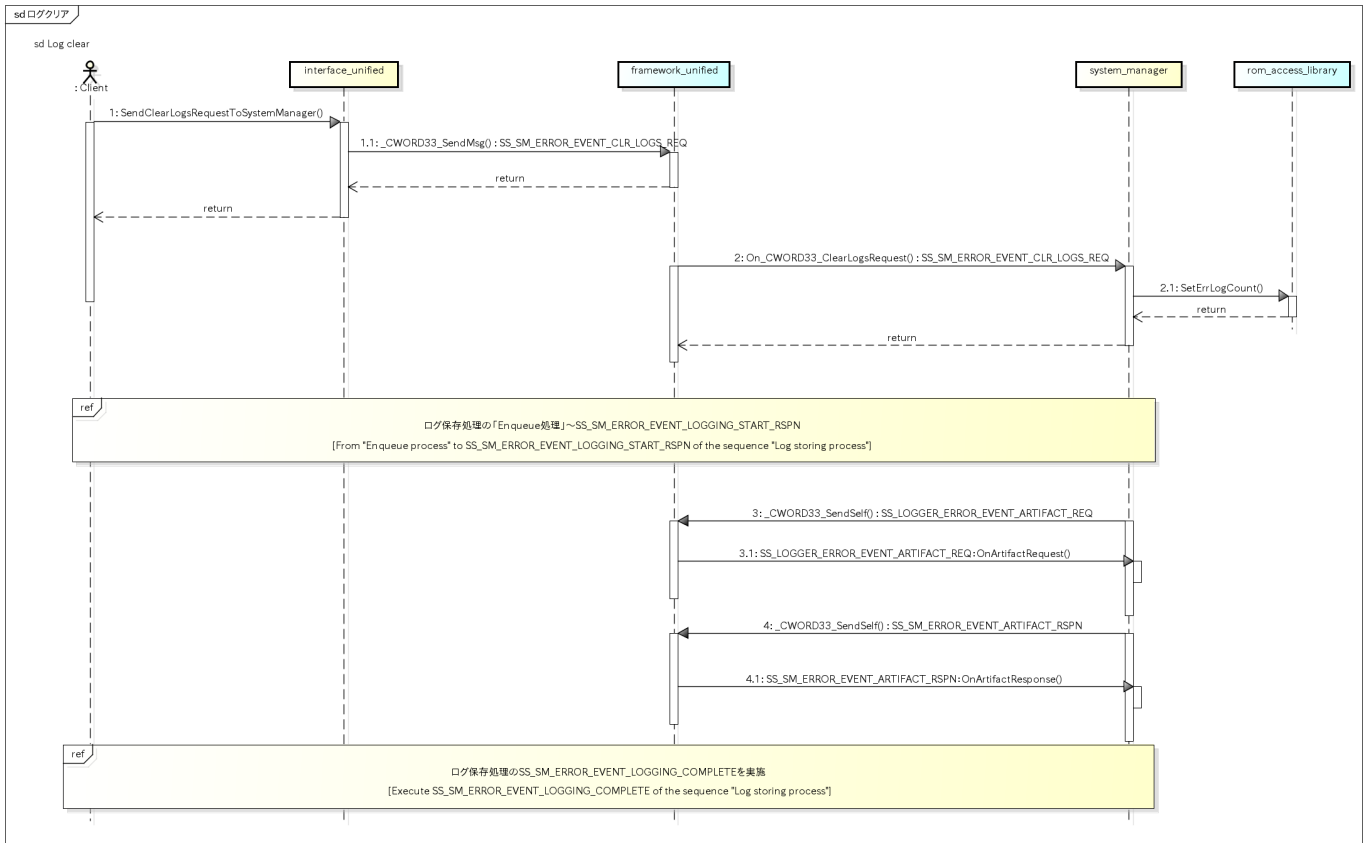 sd ログクリア
sd Log clear
: Client
interface_unified
framework_unified
system_manager
rom_access_library
1: SendClearLogsRequestToSystemManager()
1.1: _CWORD33_SendMsg() : SS_SM_ERROR_EVENT_CLR_LOGS_REQ
return
return
2: On_CWORD33_ClearLogsRequest() : SS_SM_ERROR_EVENT_CLR_LOGS_REQ
2.1: SetErrLogCount()
return
return
ref
ログ保存処理の「Enqueue処理」～SS_SM_ERROR_EVENT_LOGGING_START_RSPN
[From "Enqueue process" to SS_SM_ERROR_EVENT_LOGGING_START_RSPN of the sequence "Log storing process"]
3: _CWORD33_SendSelf() : SS_LOGGER_ERROR_EVENT_ARTIFACT_REQ
3.1: SS_LOGGER_ERROR_EVENT_ARTIFACT_REQ:OnArtifactRequest()
4: _CWORD33_SendSelf() : SS_SM_ERROR_EVENT_ARTIFACT_RSPN
4.1: SS_SM_ERROR_EVENT_ARTIFACT_RSPN:OnArtifactResponse()
ref
ログ保存処理のSS_SM_ERROR_EVENT_LOGGING_COMPLETEを実施
[Execute SS_SM_ERROR_EVENT_LOGGING_COMPLETE of the sequence "Log storing process"]